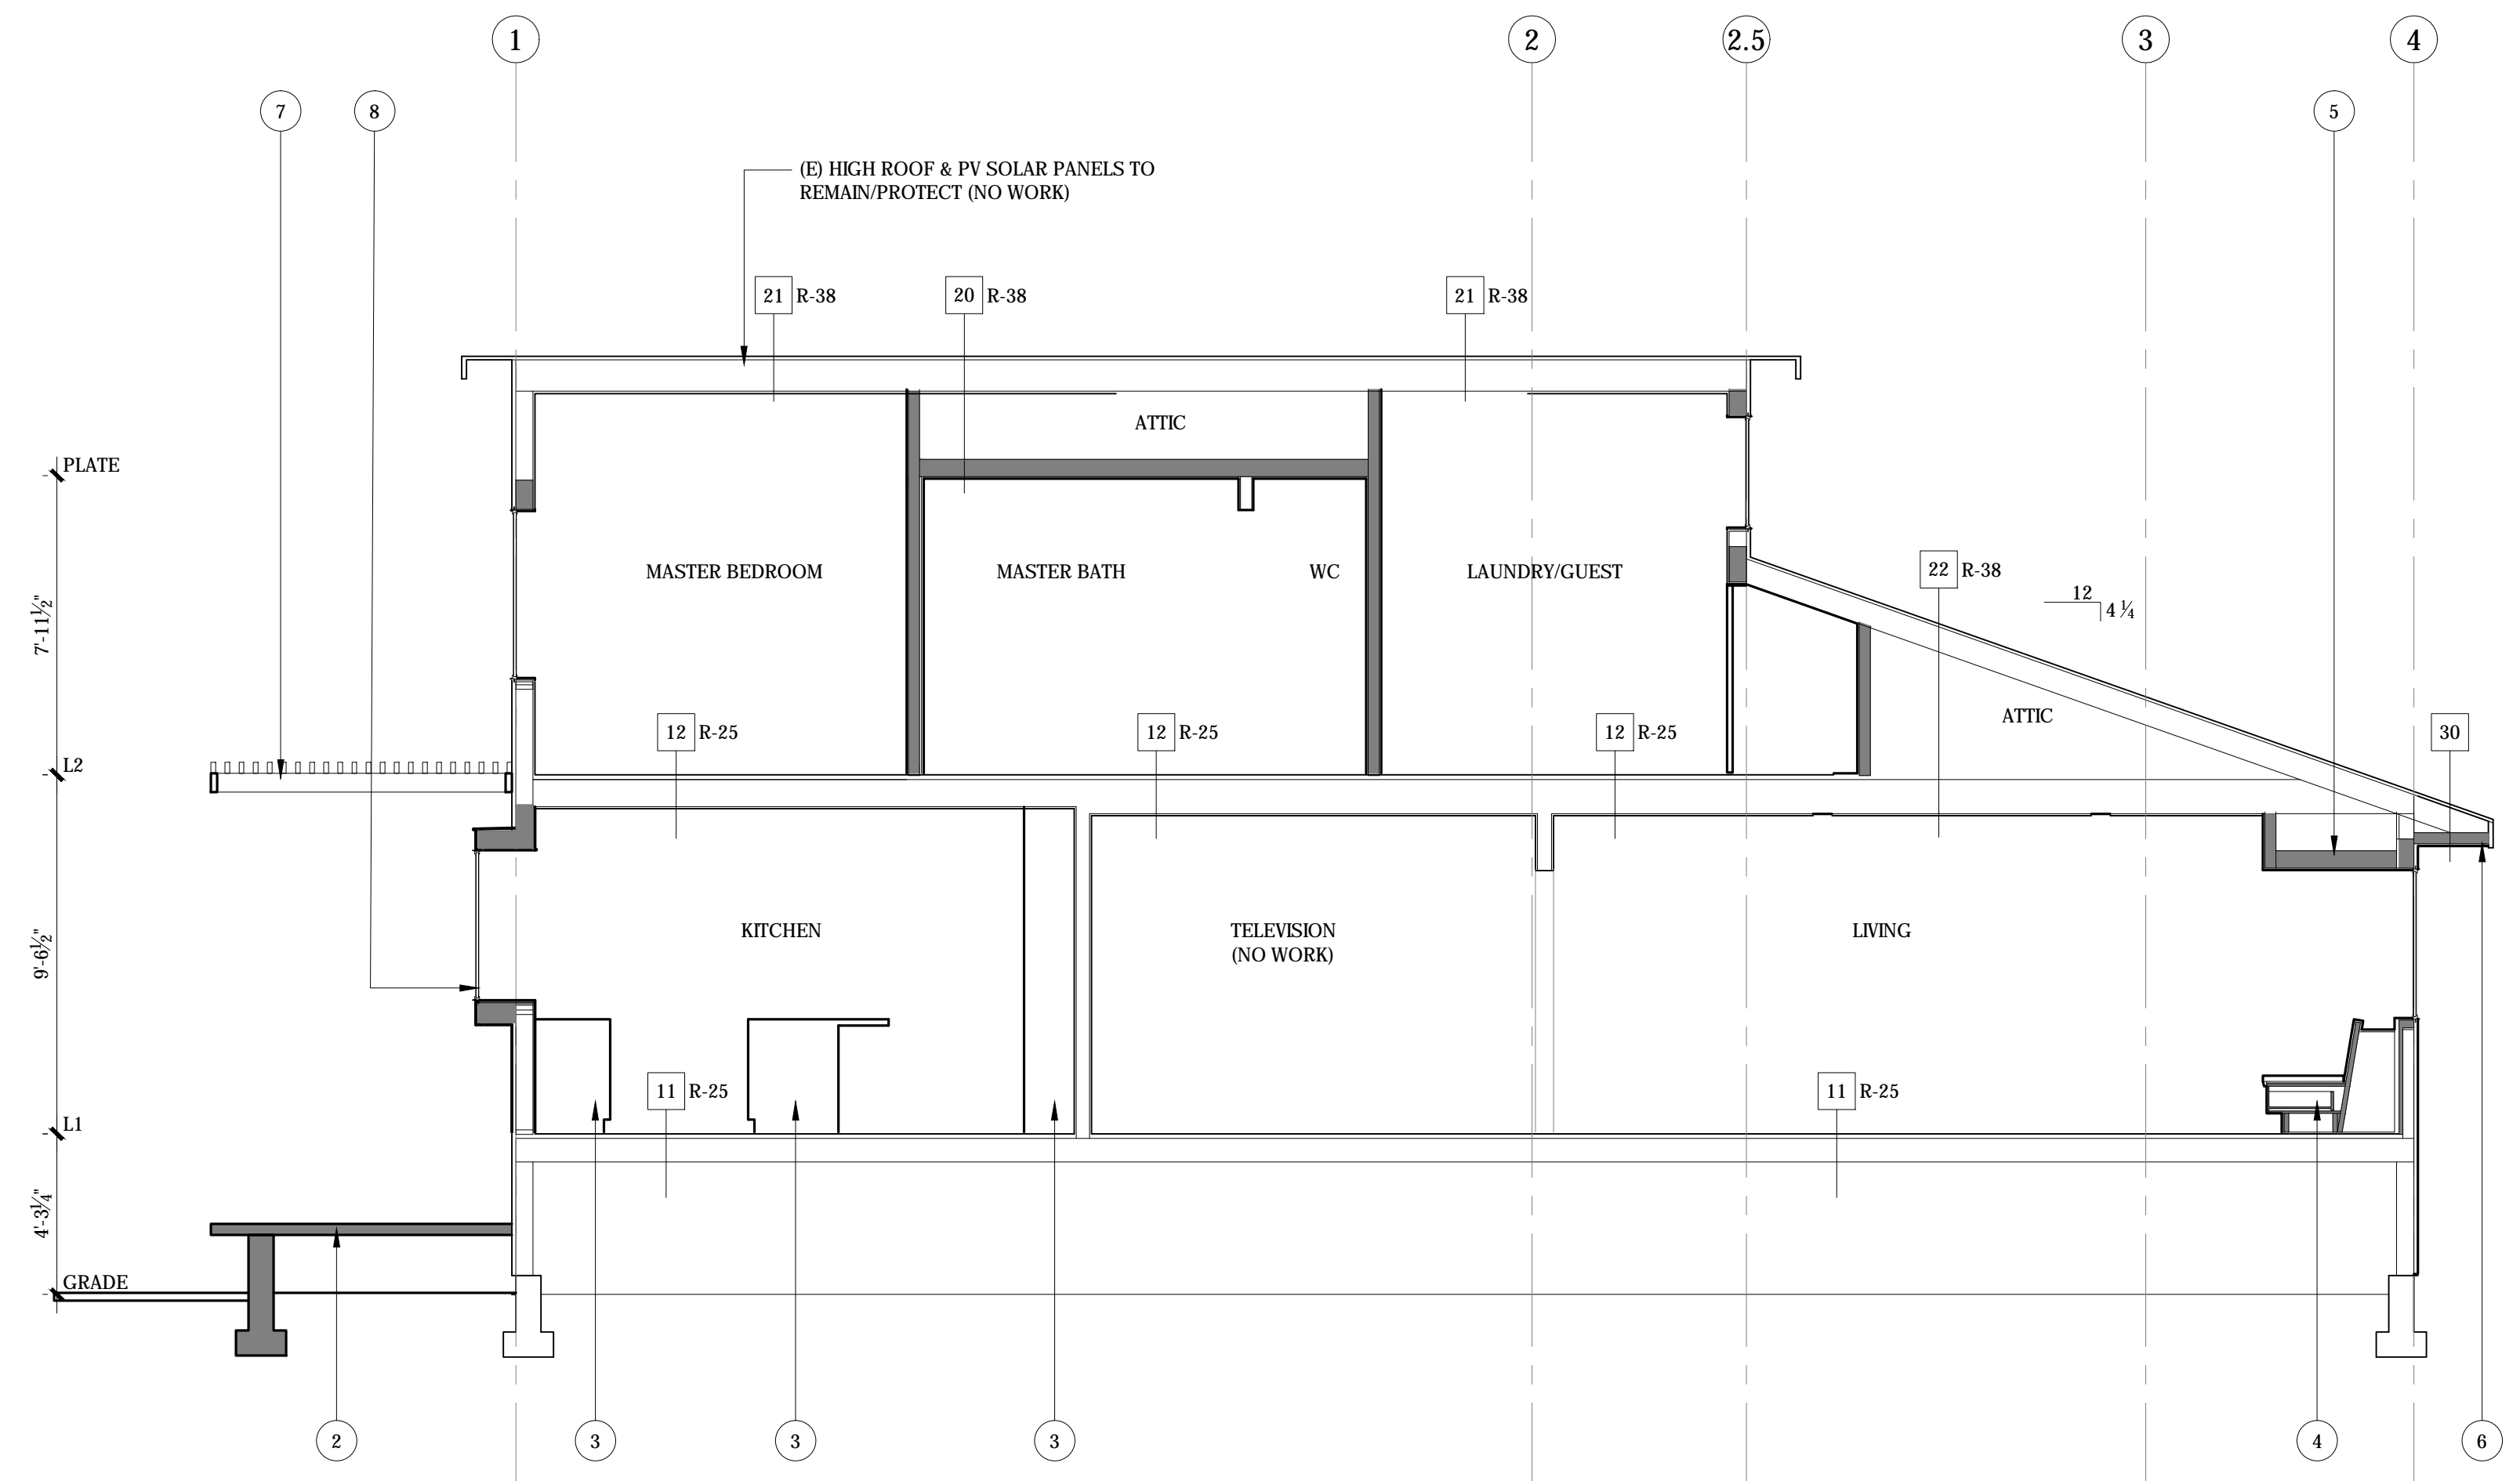 1
2
2.5
3
4
7
8
5
(E) HIGH ROOF & PV SOLAR PANELS TO
REMAIN/PROTECT (NO WORK)
21 R-38
20 R-38
21 R-38
ATTIC
PLATE
MASTER BEDROOM
MASTER BATH
WC
LAUNDRY/GUEST
22 R-38
12
4 ¼
7'-11½"
12 R-25
12 R-25
12 R-25
ATTIC
30
L2
KITCHEN
TELEVISION
(NO WORK)
LIVING
9'-6½"
11 R-25
11 R-25
L1
4'-3¼"
GRADE
2
3
3
3
4
6